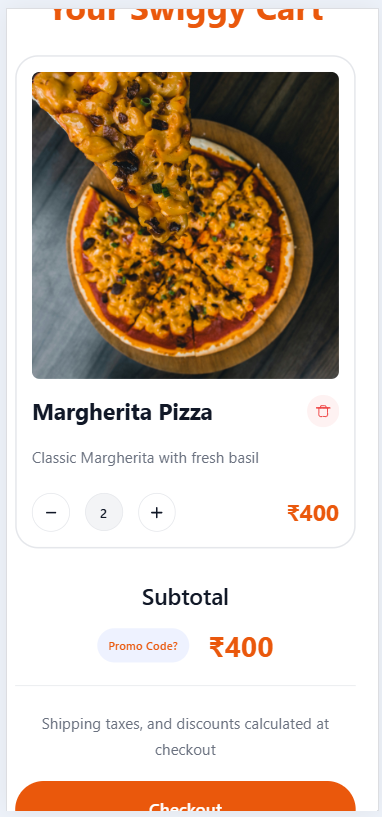 Your Swiggy Cart
Margherita Pizza
Classic Margherita with fresh basil
− 2 + ₹400
Subtotal
Promo Code? ₹400
Shipping taxes, and discounts calculated at
checkout
Checkout